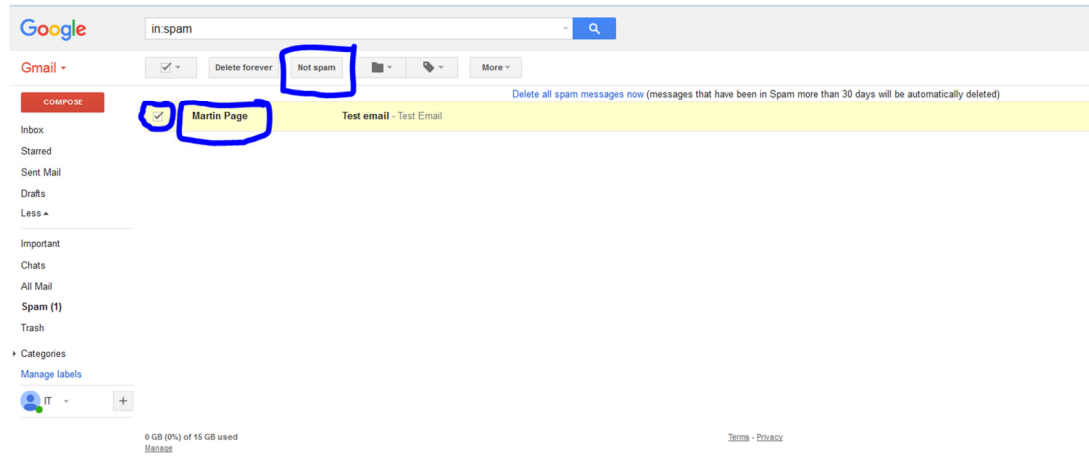 Google
in:spam
Gmail
Delete forever
Not spam
More
Delete all spam messages now (messages that have been in Spam more than 30 days will be automatically deleted)
COMPOSE
Martin Page Test email - Test Email
Inbox
Starred
Sent Mail
Drafts
Less
Important
Chats
All Mail
Spam (1)
Trash
Categories
Manage labels
IT
+
0 GB (0%) of 15 GB used
Manage
Terms - Privacy